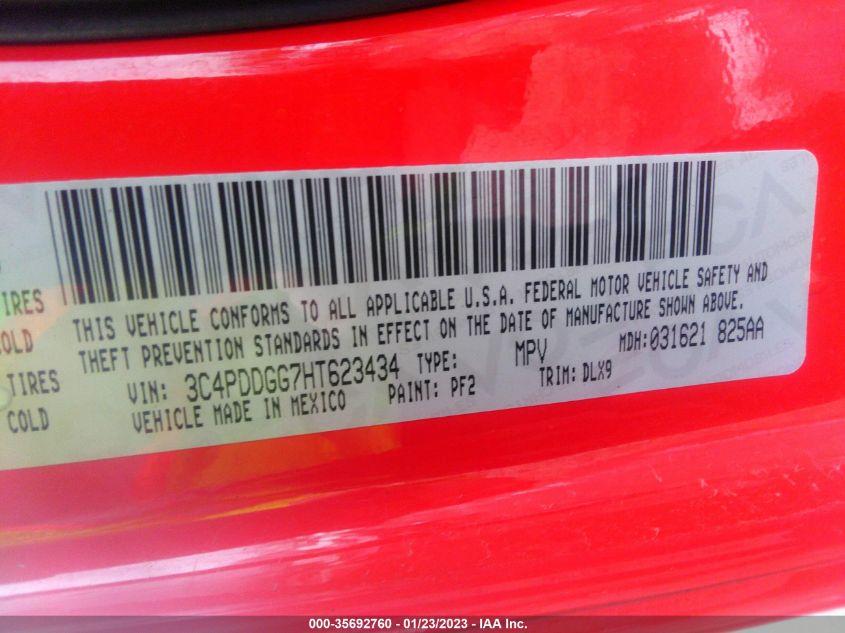 TIRES
COLD
TIRES
COLD
THIS VEHICLE CONFORMS TO ALL APPLICABLE U.S.A. FEDERAL MOTOR VEHICLE SAFETY AND
THEFT PREVENTION STANDARDS IN EFFECT ON THE DATE OF MANUFACTURE SHOWN ABOVE.
VIN: 3C4PDDGG7HT623434 TYPE: MPV MDH:031621 825AA
VEHICLE MADE IN MEXICO PAINT: PF2 TRIM: DLX9
000-35692760 - 01/23/2023 - IAA Inc.